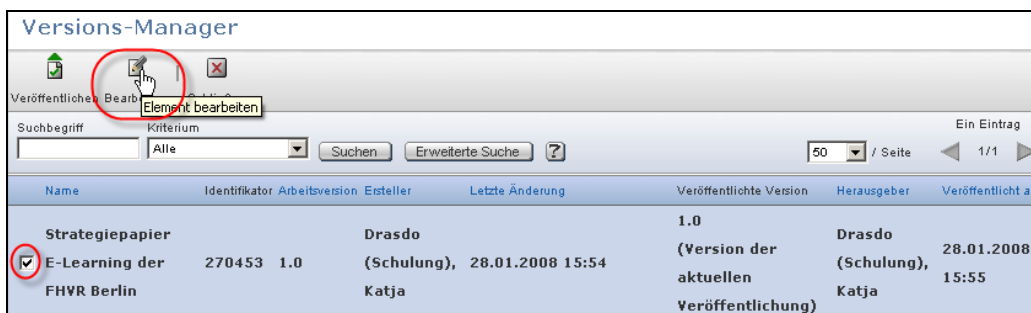 Versions-Manager
Veröffentlichen
Element bearbeiten
Suchbegriff Kriterium Ein Eintrag
Alle Suchen Erweiterte Suche ? 50 / Seite 1/1
Name Identifikator Arbeitsversion Ersteller Letzte Änderung Veröffentlichte Version Herausgeber Veröffentlicht a
Strategiepapier E-Learning der FHVR Berlin 270453 1.0 Drasdo (Schulung), Katja 28.01.2008 15:54 1.0 (Version der aktuellen Veröffentlichung) Drasdo (Schulung), Katja 28.01.2008 15:55